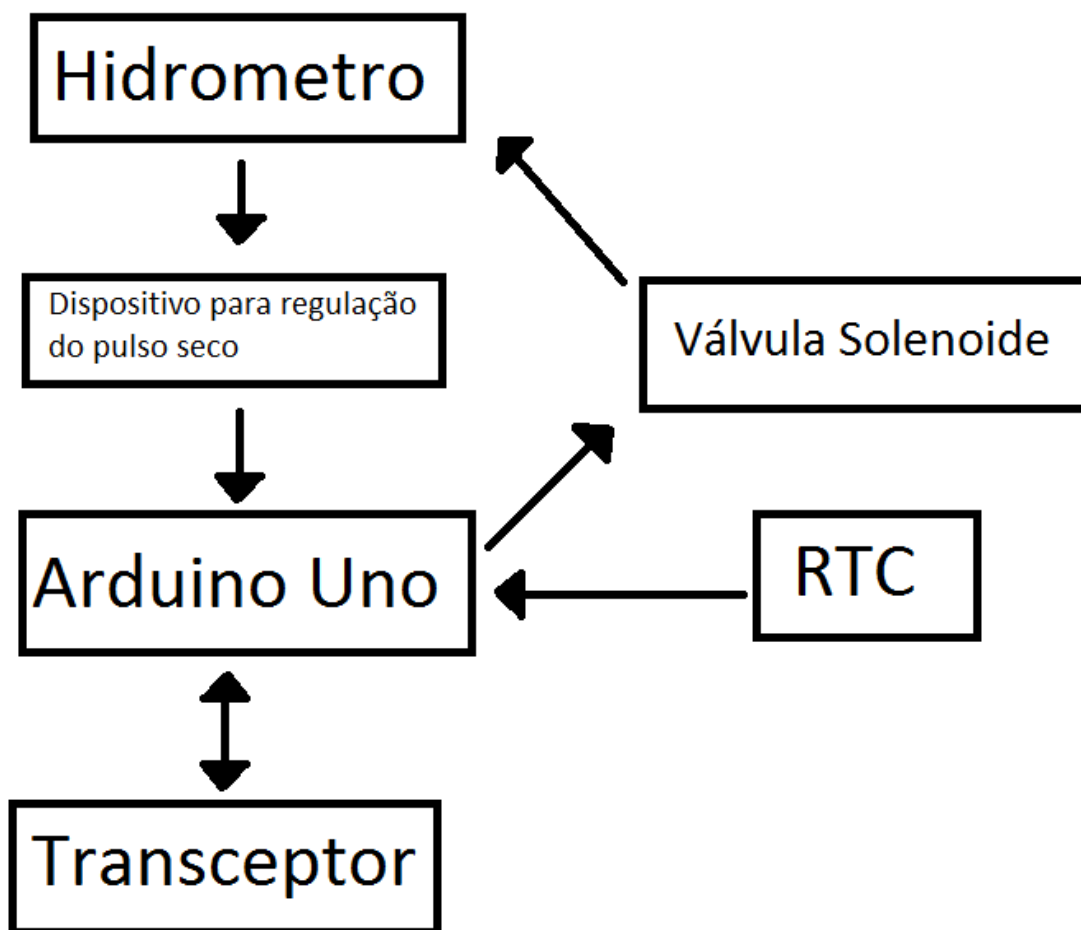 Hidrometro
Dispositivo para regulação
do pulso seco
Válvula Solenoide
Arduino Uno
RTC
Transceptor